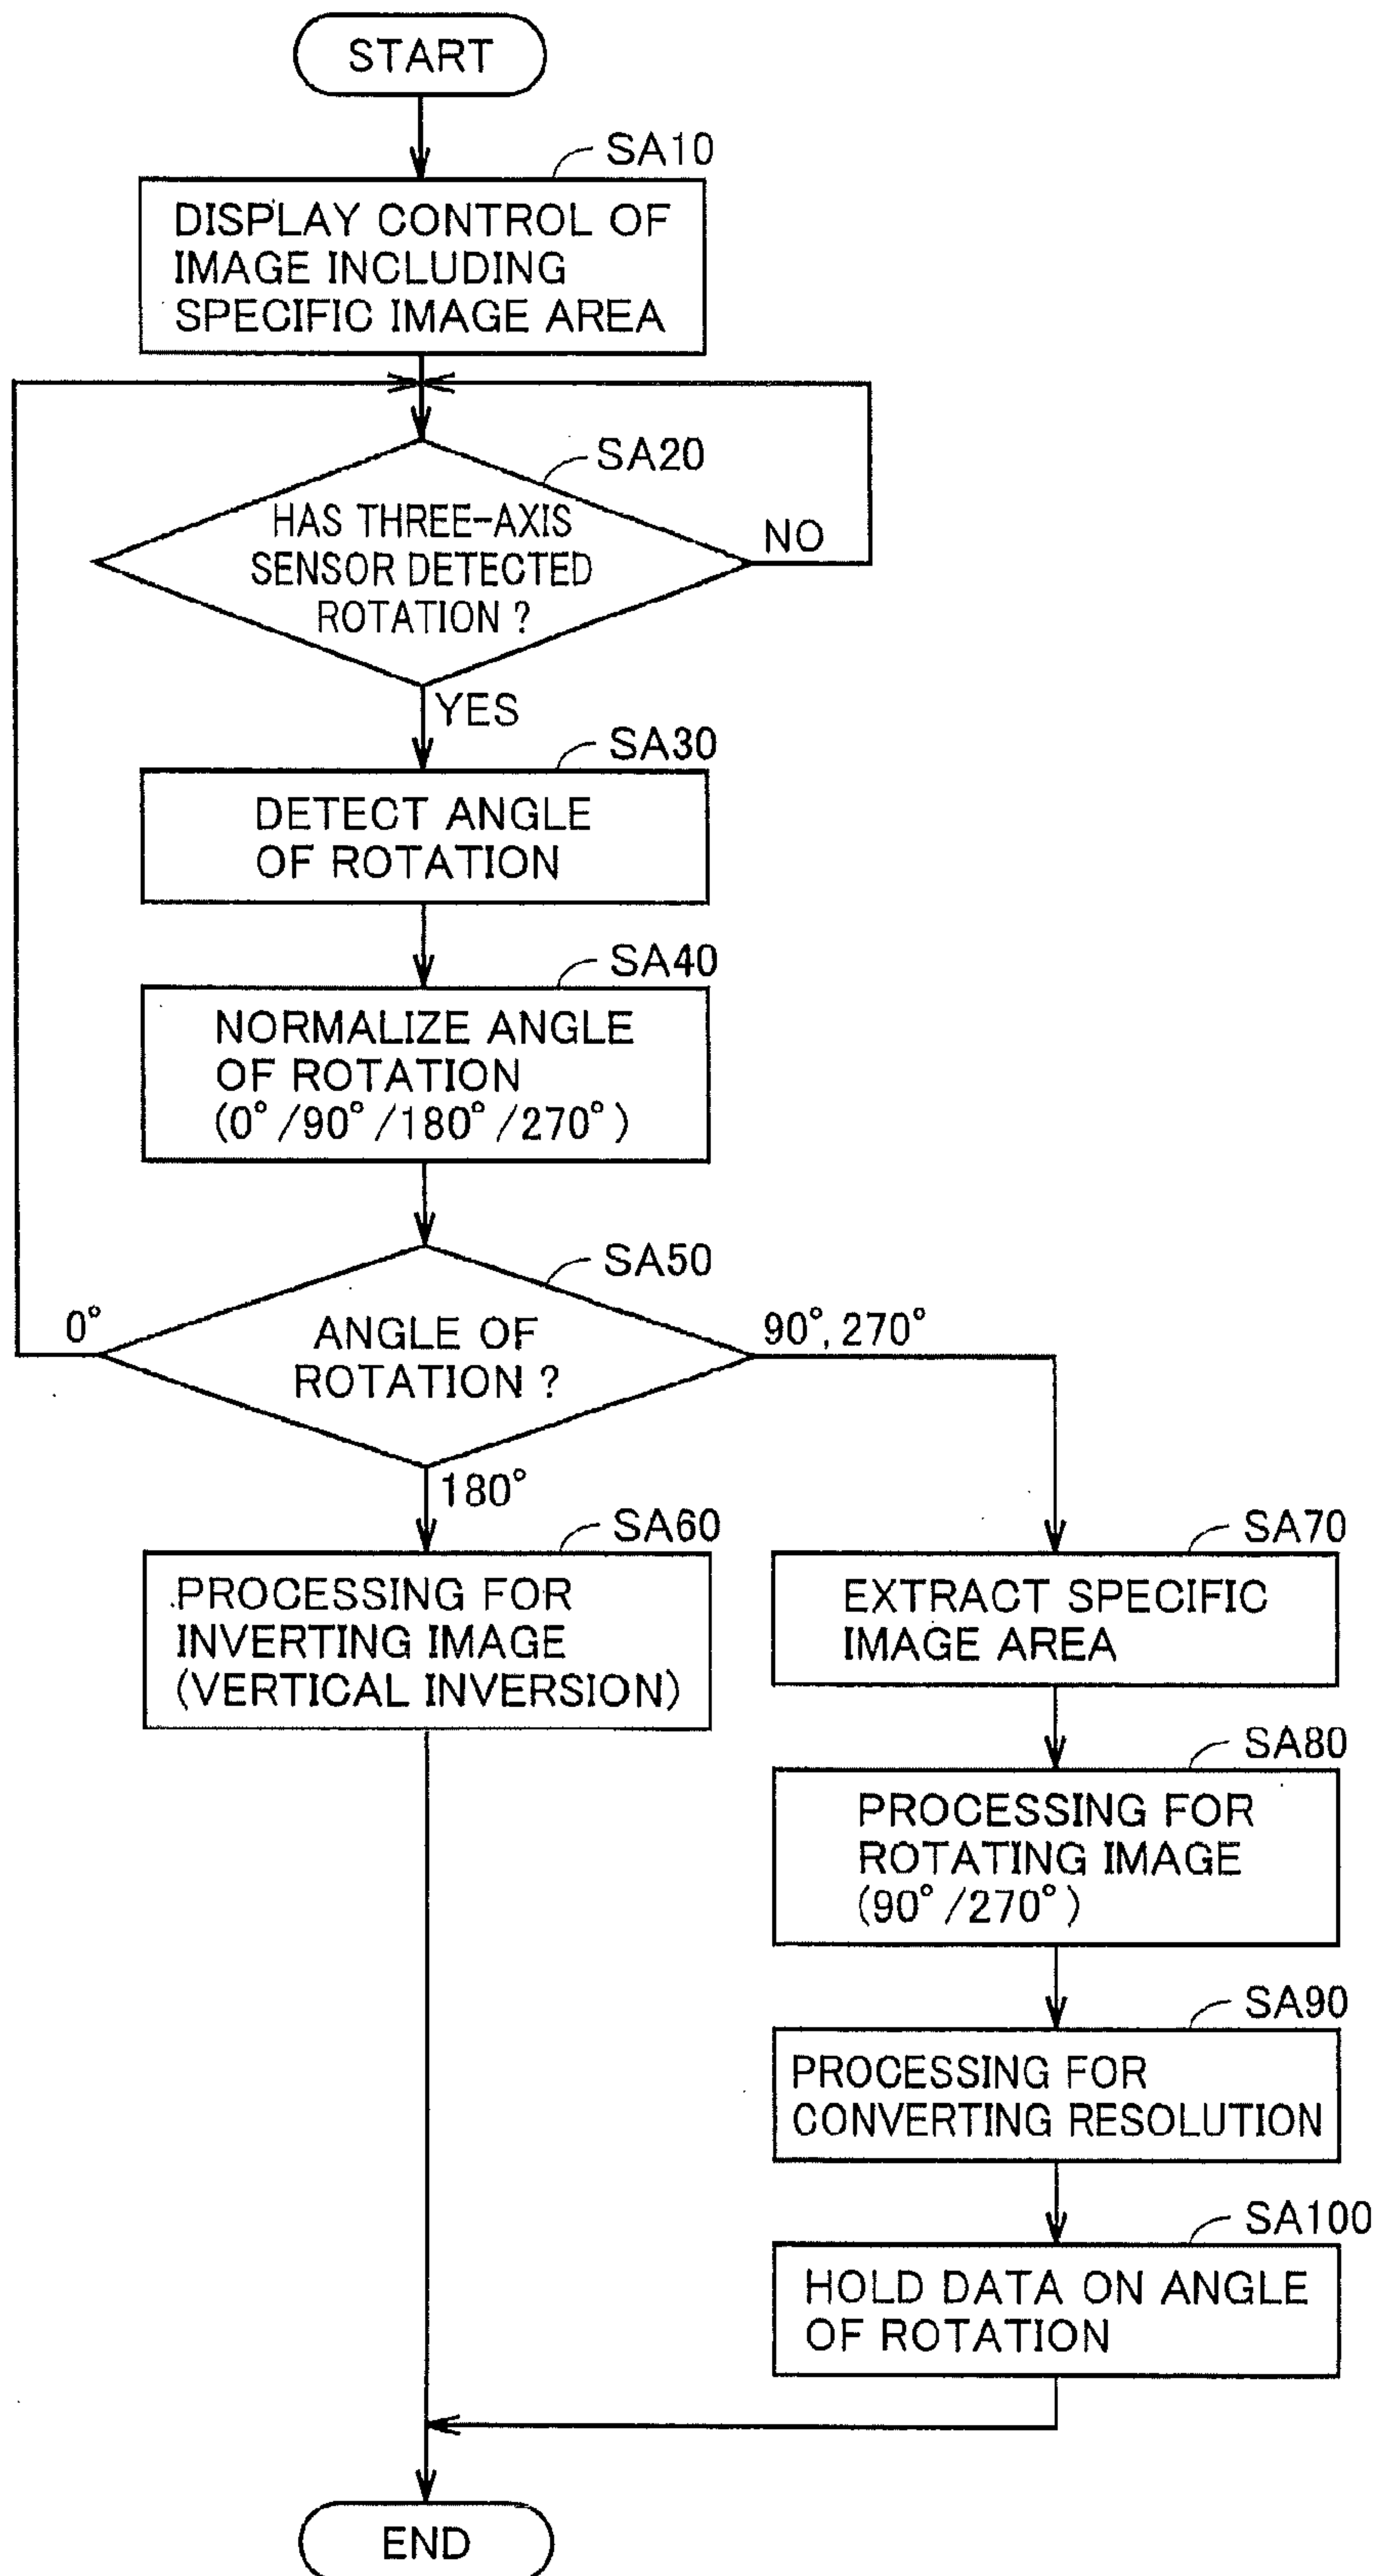 START
SA10
DISPLAY CONTROL OF
IMAGE INCLUDING
SPECIFIC IMAGE AREA
SA20
HAS THREE-AXIS
SENSOR DETECTED
ROTATION ?
NO
YES
SA30
DETECT ANGLE
OF ROTATION
SA40
NORMALIZE ANGLE
OF ROTATION
(0°/90°/180°/270°)
SA50
ANGLE OF
ROTATION ?
0°
90°, 270°
180°
SA60
PROCESSING FOR
INVERTING IMAGE
(VERTICAL INVERSION)
SA70
EXTRACT SPECIFIC
IMAGE AREA
SA80
PROCESSING FOR
ROTATING IMAGE
(90°/270°)
SA90
PROCESSING FOR
CONVERTING RESOLUTION
SA100
HOLD DATA ON ANGLE
OF ROTATION
END